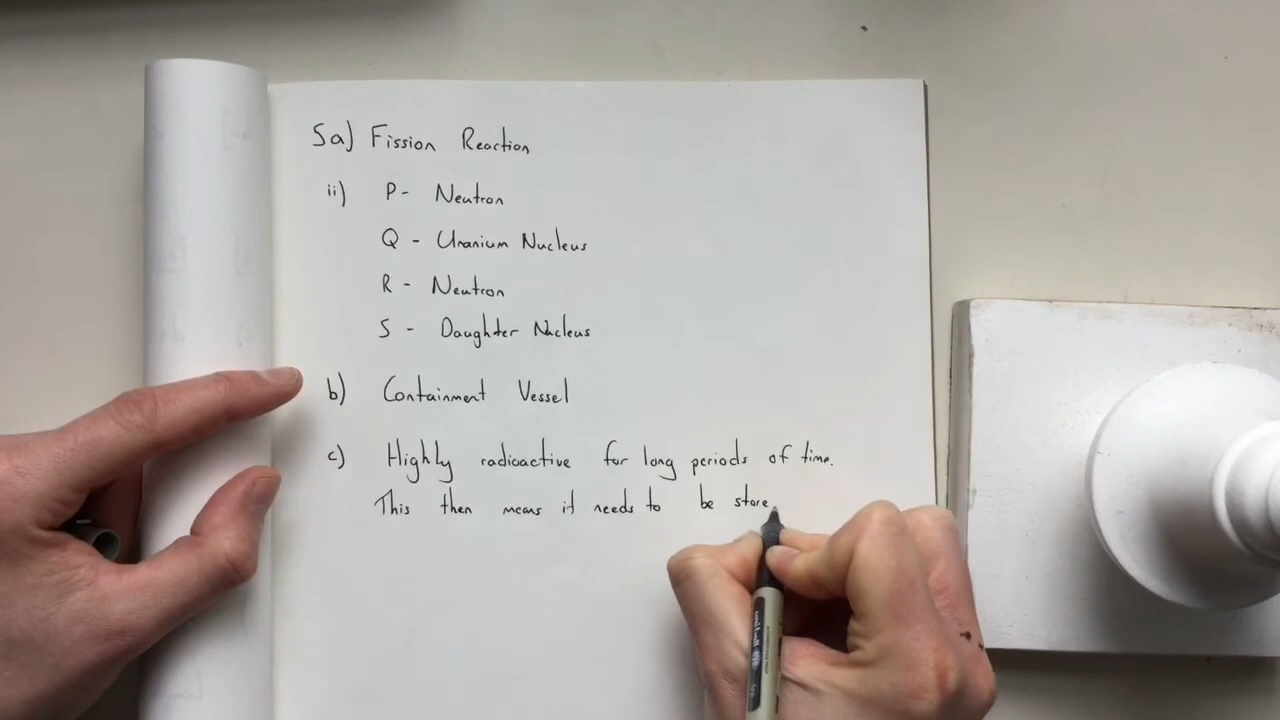 5a) Fission Reaction
ii) P - Neutron
Q - Uranium Nucleus
R - Neutron
S - Daughter Nucleus
b) Containment Vessel
c) Highly radioactive for long periods of time.
This then means it needs to be store